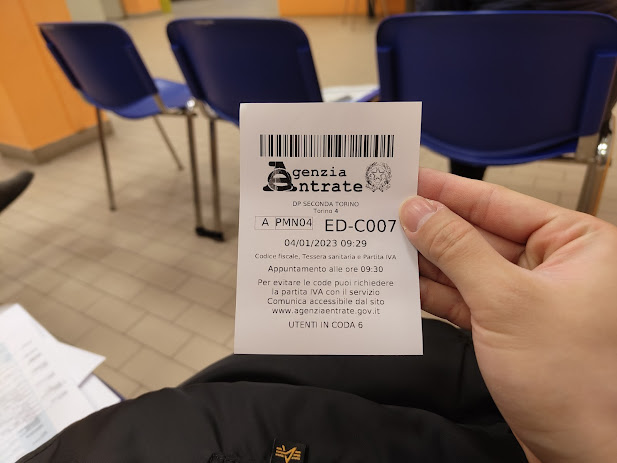 Agenzia
Entrate
DP SECONDA TORINO
Torino 4
A PMN04 ED-C007
04/01/2023 09:29
Codice fiscale, Tessera sanitaria e Partita IVA
Appuntamento alle ore 09:30
Per evitare le code puoi richiedere
la partita IVA con il servizio
Comunica accessibile dal sito
www.agenziaentrate.gov.it
UTENTI IN CODA 6